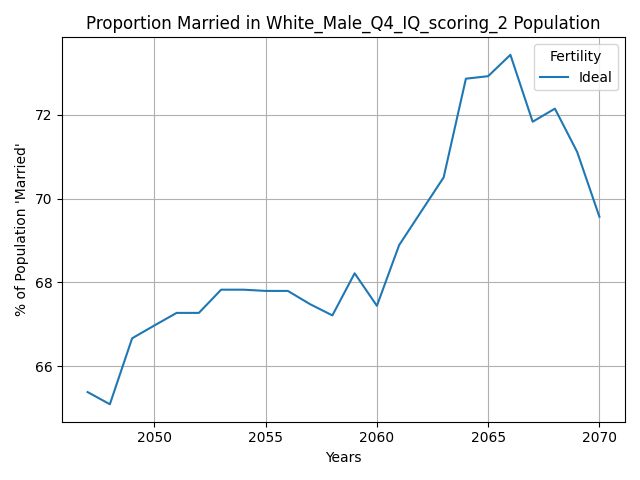 Proportion Married in White_Male_Q4_IQ_scoring_2 Population
Fertility
Ideal
% of Population 'Married'
72
70
68
66
2050 2055 2060 2065 2070
Years